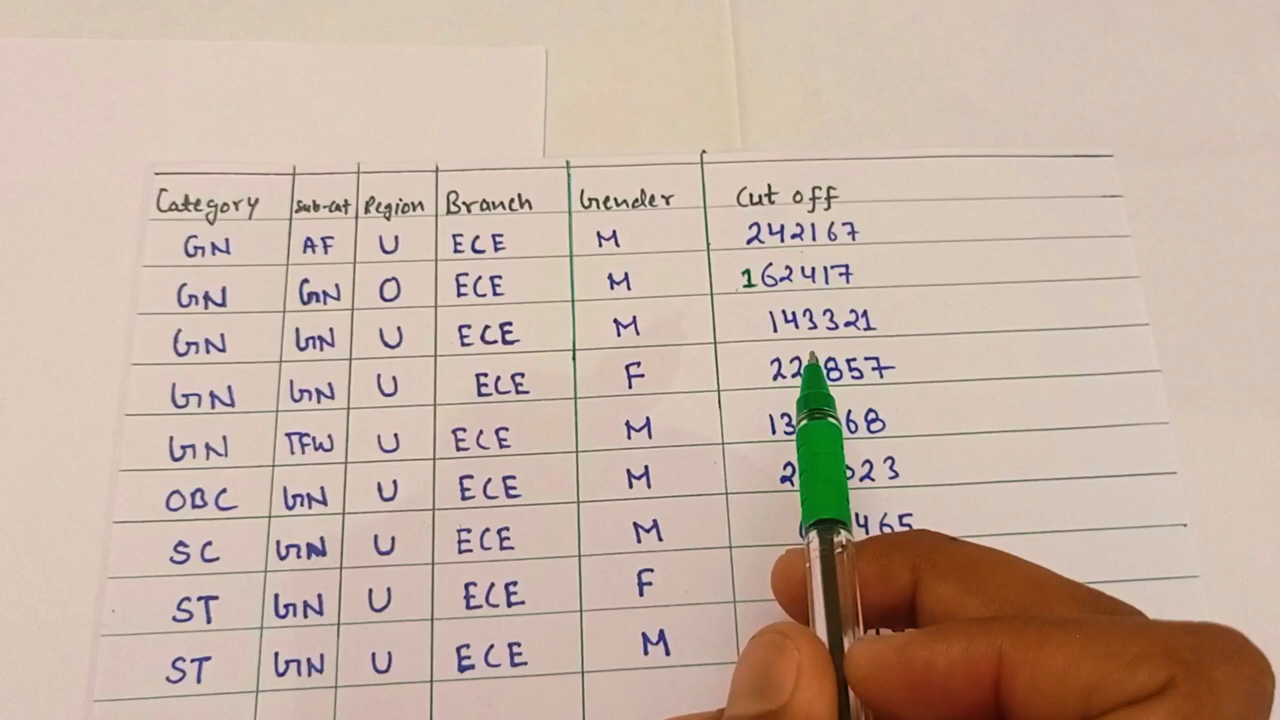 Category Sub-cat Region Branch Gender Cut off
GN AF U ECE M 242167
GN GN O ECE M 162417
GN GN U ECE M 143321
GN GN U ECE F
GN TFW U ECE M
OBC GN U ECE M
SC GN U ECE M
ST GN U ECE F
ST GN U ECE M